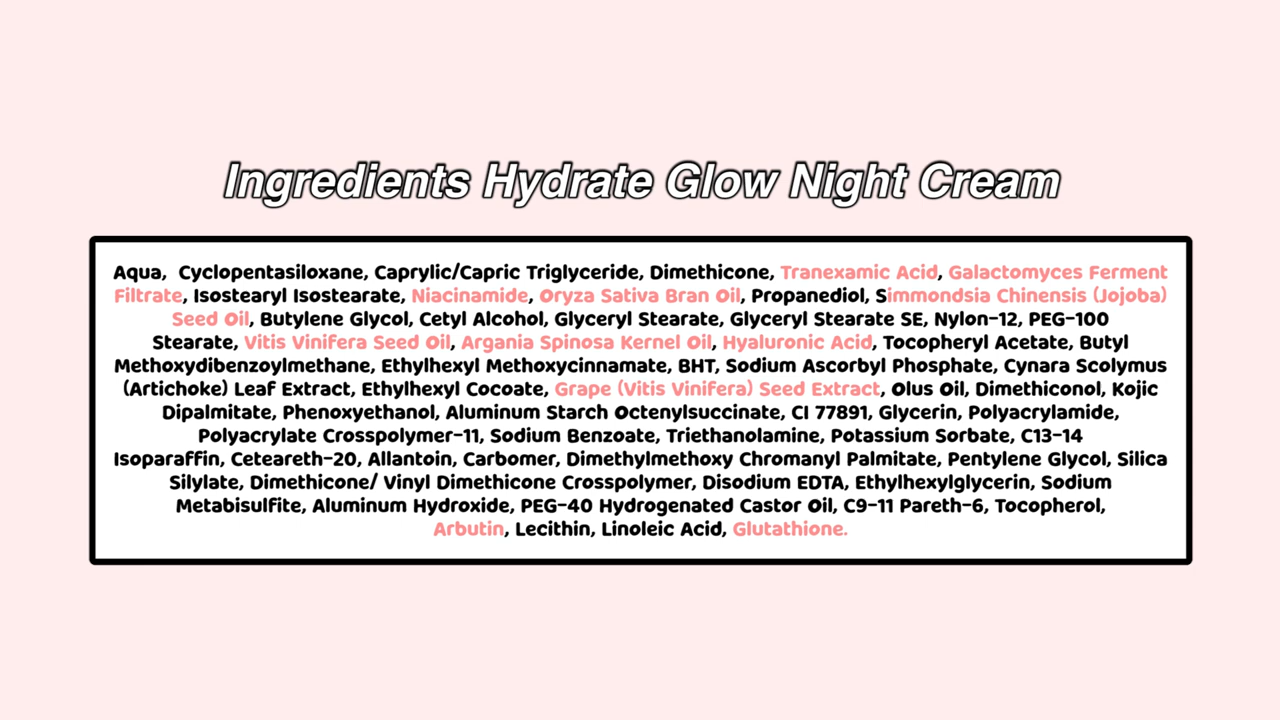 Ingredients Hydrate Glow Night Cream
Aqua,  Cyclopentasiloxane, Caprylic/Capric Triglyceride, Dimethicone, Tranexamic Acid, Galactomyces Ferment
Filtrate, Isostearyl Isostearate, Niacinamide, Oryza Sativa Bran Oil, Propanediol, Simmondsia Chinensis (Jojoba)
Seed Oil, Butylene Glycol, Cetyl Alcohol, Glyceryl Stearate, Glyceryl Stearate SE, Nylon-12, PEG-100
Stearate, Vitis Vinifera Seed Oil, Argania Spinosa Kernel Oil, Hyaluronic Acid, Tocopheryl Acetate, Butyl
Methoxydibenzoylmethane, Ethylhexyl Methoxycinnamate, BHT, Sodium Ascorbyl Phosphate, Cynara Scolymus
(Artichoke) Leaf Extract, Ethylhexyl Cocoate, Grape (Vitis Vinifera) Seed Extract, Olus Oil, Dimethiconol, Kojic
Dipalmitate, Phenoxyethanol, Aluminum Starch Octenylsuccinate, CI 77891, Glycerin, Polyacrylamide,
Polyacrylate Crosspolymer-11, Sodium Benzoate, Triethanolamine, Potassium Sorbate, C13-14
Isoparaffin, Ceteareth-20, Allantoin, Carbomer, Dimethylmethoxy Chromanyl Palmitate, Pentylene Glycol, Silica
Silylate, Dimethicone/ Vinyl Dimethicone Crosspolymer, Disodium EDTA, Ethylhexylglycerin, Sodium
Metabisulfite, Aluminum Hydroxide, PEG-40 Hydrogenated Castor Oil, C9-11 Pareth-6, Tocopherol,
Arbutin, Lecithin, Linoleic Acid, Glutathione.